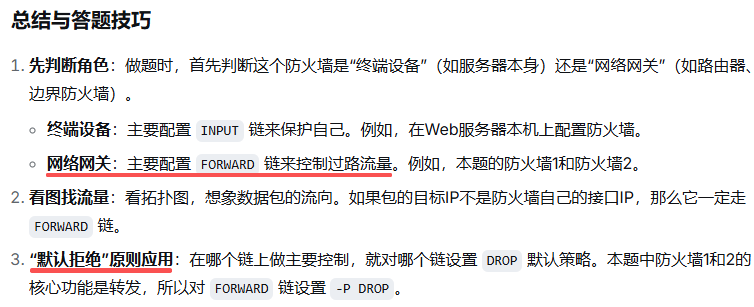 总结与答题技巧
1. 先判断角色：做题时，首先判断这个防火墙是“终端设备”（如服务器本身）还是“网络网关”（如路由器、
边界防火墙）。
○ 终端设备：主要配置 INPUT 链来保护自己。例如，在Web服务器本机上配置防火墙。
○ 网络网关：主要配置 FORWARD 链来控制过路流量。例如，本题的防火墙1和防火墙2。
2. 看图找流量：看拓扑图，想象数据包的流向。如果包的目标IP不是防火墙自己的接口IP，那么它一定走
FORWARD 链。
3. “默认拒绝”原则应用：在哪个链上做主要控制，就对哪个链设置 DROP 默认策略。本题中防火墙1和2的
核心功能是转发，所以对 FORWARD 链设置 -P DROP 。